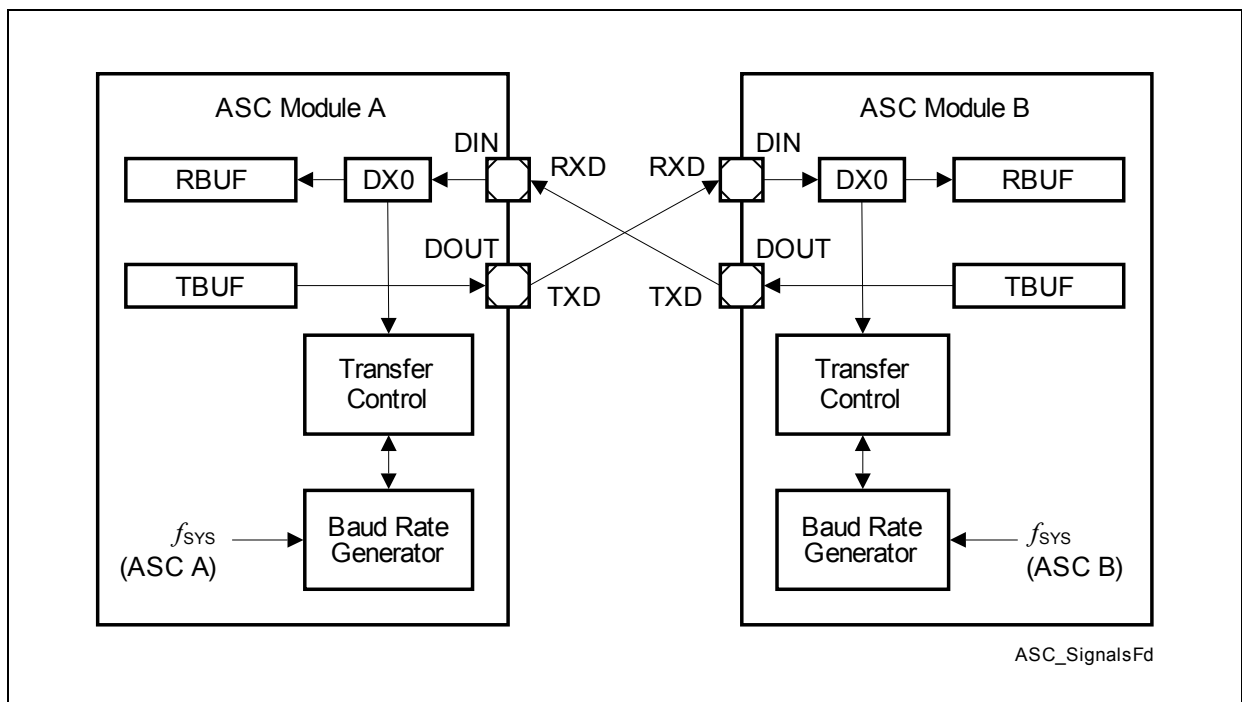 ASC Module A
DIN
RXD
RBUF
DX0
DOUT
TBUF
TXD
Transfer
Control
Baud Rate
Generator
fSYS
(ASC A)
ASC Module B
RXD
DIN
DX0
RBUF
DOUT
TXD
TBUF
Transfer
Control
Baud Rate
Generator
fSYS
(ASC B)
ASC_SignalsFd